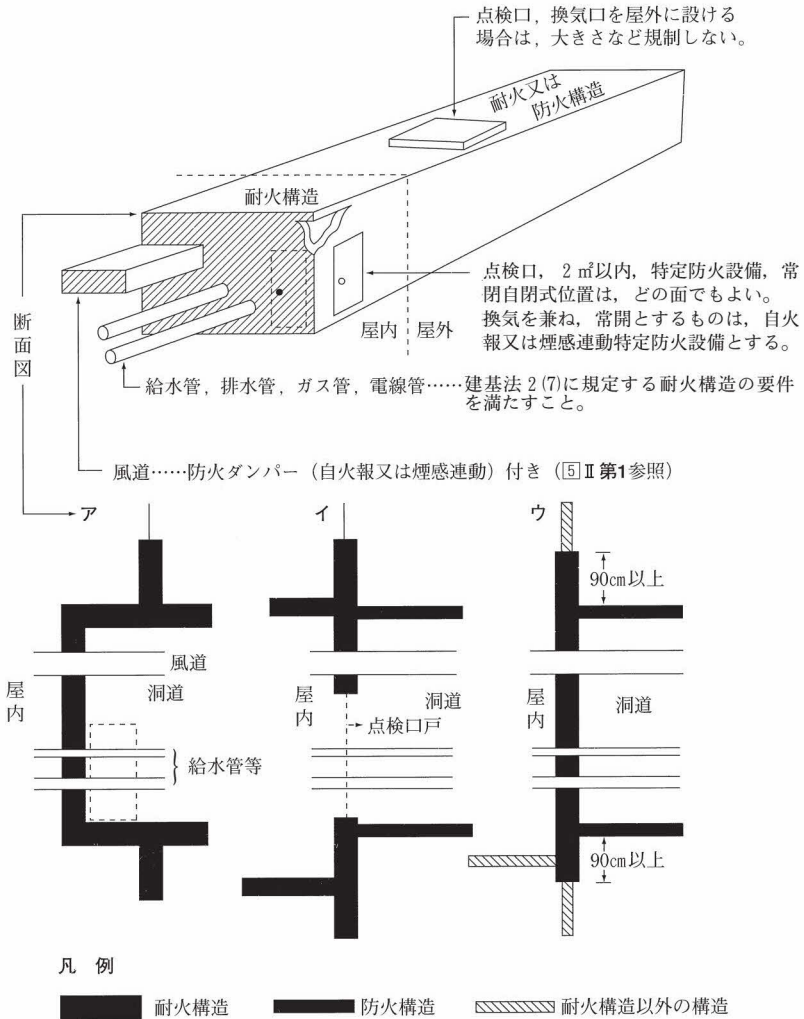 点検口，換気口を屋外に設ける
場合は，大きさなど規制しない。
耐火又は
防火構造
耐火構造
点検口，2㎡以内，特定防火設備，常
閉自閉式位置は，どの面でもよい。
換気を兼ね，常開とするものは，自火
報又は煙感連動特定防火設備とする。
屋内
屋外
断面図
給水管，排水管，ガス管，電線管……建基法2(7)に規定する耐火構造の要件
を満たすこと。
風道……防火ダンパー（自火報又は煙感連動）付き（5Ⅱ第1参照）
ア
イ
ウ
90㎝以上
風道
屋内
洞道
給水管等
屋内
洞道
点検口戸
屋内
洞道
90㎝以上
凡　例
耐火構造
防火構造
耐火構造以外の構造